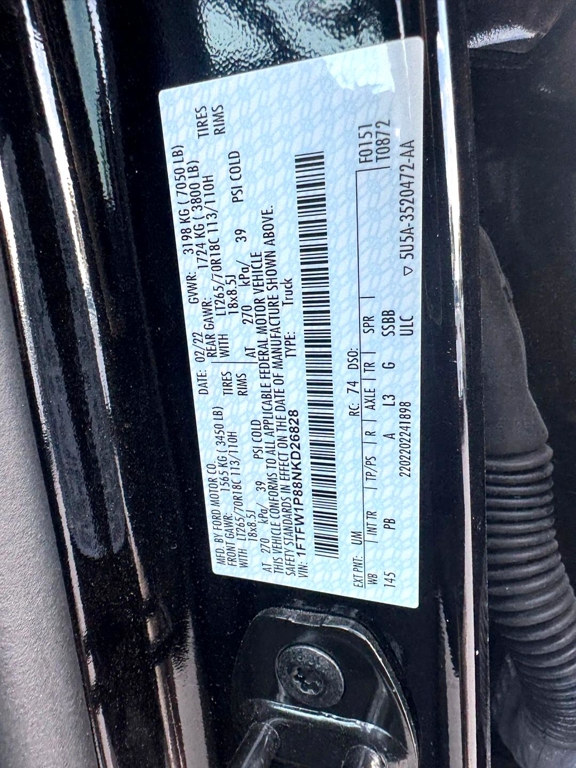 MFD. BY FORD MOTOR CO. DATE: 02/22 GVWR: 3198 KG ( 7050 LB)
FRONT GAWR: 1565 KG ( 3450 LB) REAR GAWR: 1724 KG ( 3800 LB)
WITH LT265/70R18C 113/110H TIRES WITH LT265/70R18C 113/110H TIRES
18x8.5J RIMS 18x8.5J RIMS
AT 270 kPa/ 39 PSI COLD AT 270 kPa/ 39 PSI COLD
THIS VEHICLE CONFORMS TO ALL APPLICABLE FEDERAL MOTOR VEHICLE
SAFETY STANDARDS IN EFFECT ON THE DATE OF MANUFACTURE SHOWN ABOVE.
VIN: 1FTFW1P88NKD26828 TYPE: Truck
F0151
T0872
EXT PNT: UM RC: 74 DSO:
WB INT TR TP/PS R AXLE TR SPR
145 PB A L3 G SSBB
2202202241898 ULC ▽ 5U5A-3520472-AA